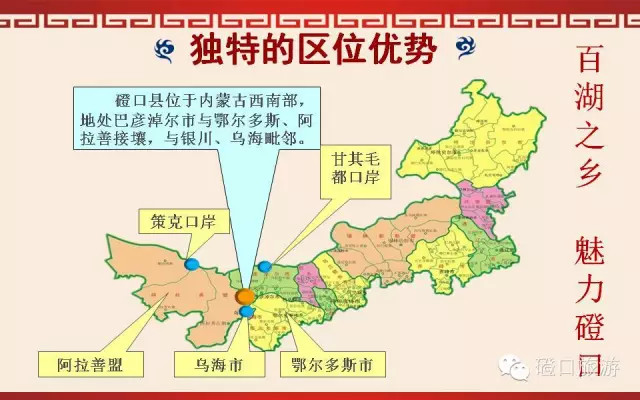 独特的区位优势
磴口县位于内蒙古西南部，
地处巴彦淖尔市与鄂尔多斯、阿
拉善接壤，与银川、乌海毗邻。
甘其毛
都口岸
策克口岸
阿拉善盟
乌海市
鄂尔多斯市
百湖之乡 魅力磴口
磴口旅游